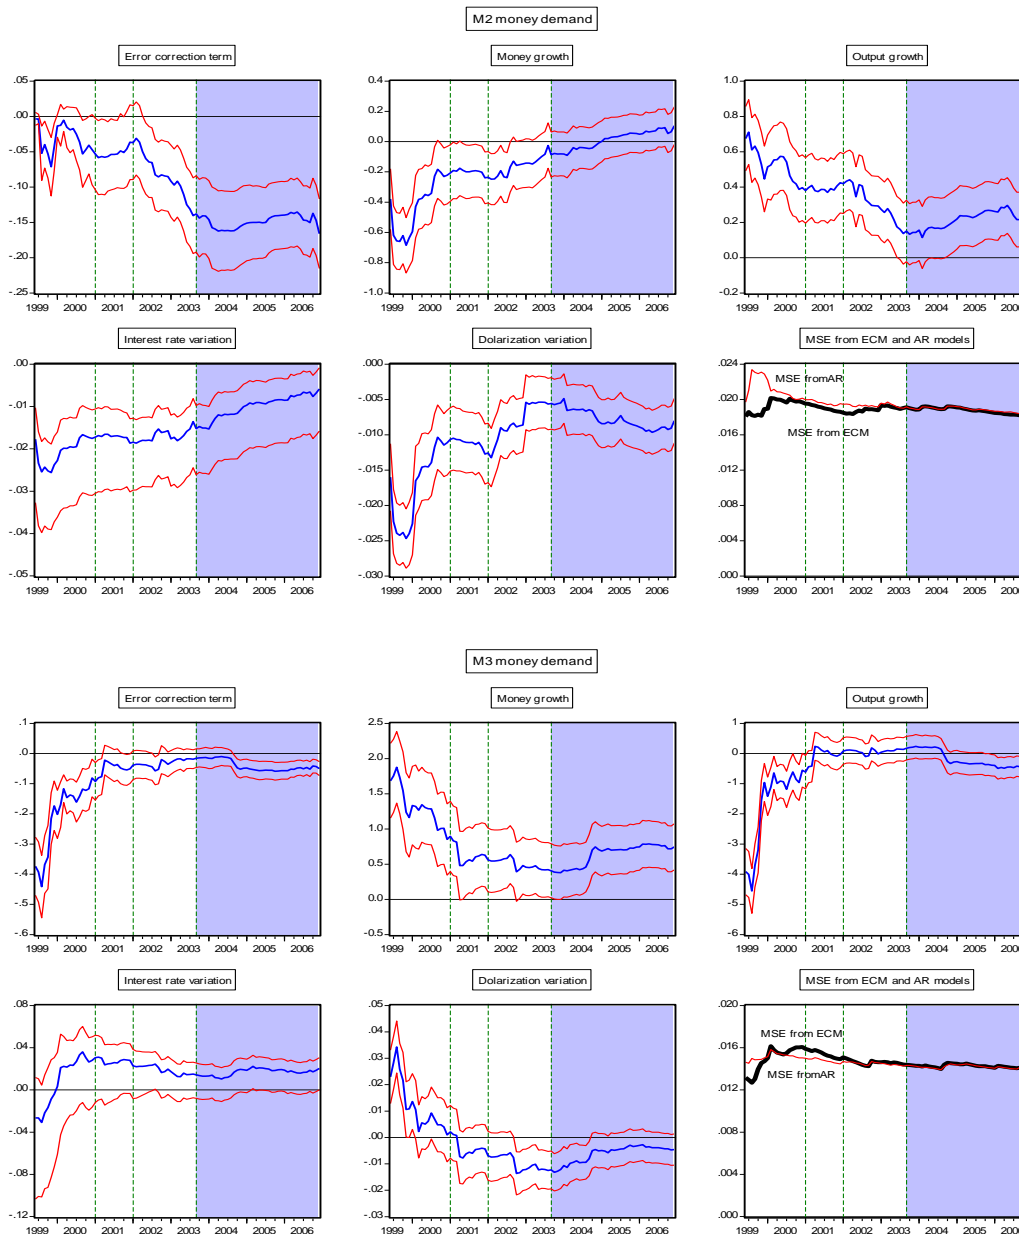 M2 money demand
Error correction term
Money growth
Output growth
.05
.00
-.05
-.10
-.15
-.20
-.25
1999 2000 2001 2002 2003 2004 2005 2006
0.4
0.2
0.0
-0.2
-0.4
-0.6
-0.8
-1.0
1999 2000 2001 2002 2003 2004 2005 2006
1.0
0.8
0.6
0.4
0.2
0.0
-0.2
1999 2000 2001 2002 2003 2004 2005 2006
Interest rate variation
Dolarization variation
MSE from ECM and AR models
.00
-.01
-.02
-.03
-.04
-.05
1999 2000 2001 2002 2003 2004 2005 2006
.000
-.005
-.010
-.015
-.020
-.025
-.030
1999 2000 2001 2002 2003 2004 2005 2006
.024
.020
.016
.012
.008
.004
.000
MSE fromAR
MSE from ECM
1999 2000 2001 2002 2003 2004 2005 2006
M3 money demand
Error correction term
Money growth
Output growth
.1
.0
-.1
-.2
-.3
-.4
-.5
-.6
1999 2000 2001 2002 2003 2004 2005 2006
2.5
2.0
1.5
1.0
0.5
0.0
-0.5
1999 2000 2001 2002 2003 2004 2005 2006
1
0
-1
-2
-3
-4
-5
-6
1999 2000 2001 2002 2003 2004 2005 2006
Interest rate variation
Dolarization variation
MSE from ECM and AR models
.08
.04
.00
-.04
-.08
-.12
1999 2000 2001 2002 2003 2004 2005 2006
.05
.04
.03
.02
.01
.00
-.01
-.02
-.03
1999 2000 2001 2002 2003 2004 2005 2006
.020
.016
.012
.008
.004
.000
MSE from ECM
MSE fromAR
1999 2000 2001 2002 2003 2004 2005 2006